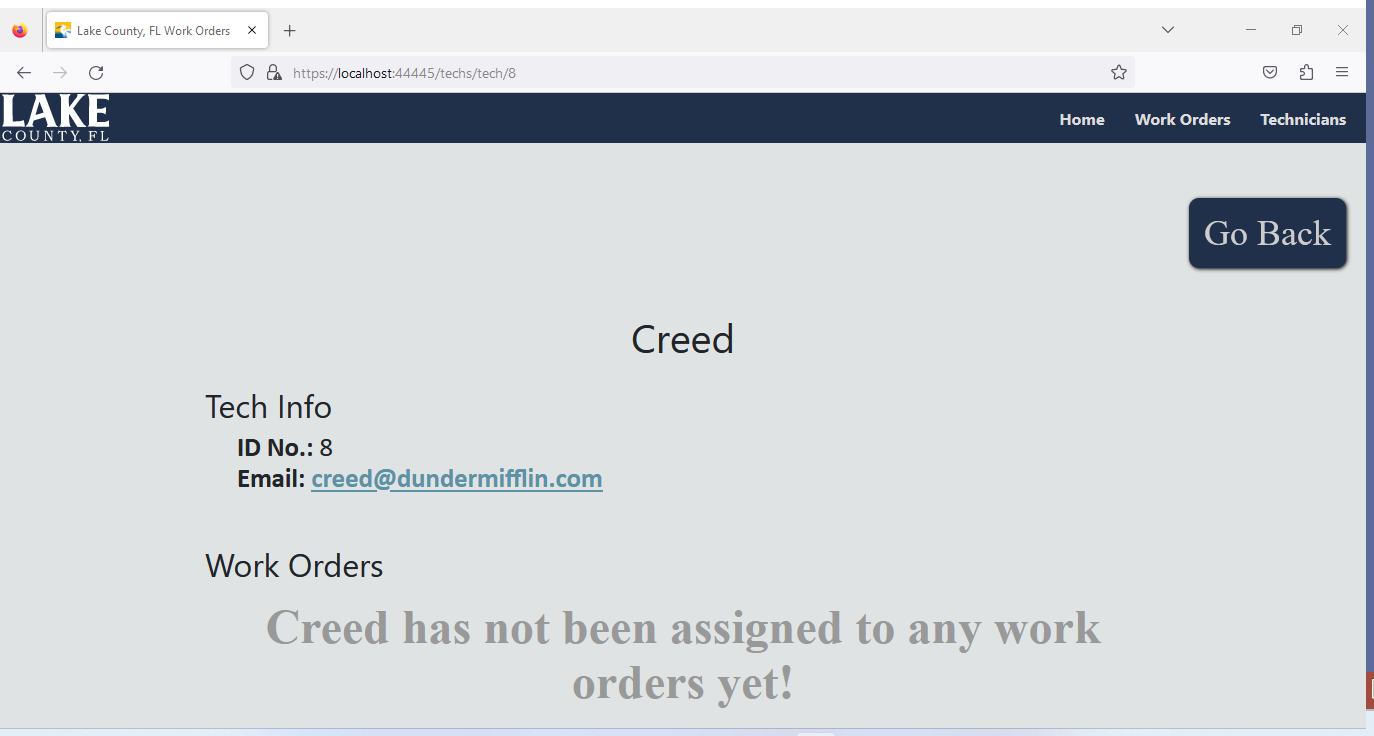 Lake County, FL Work Orders
https://localhost:44445/techs/tech/8
LAKE
COUNTY, FL
Home Work Orders Technicians
Go Back
Creed
Tech Info
ID No.: 8
Email: creed@dundermifflin.com
Work Orders
Creed has not been assigned to any work
orders yet!